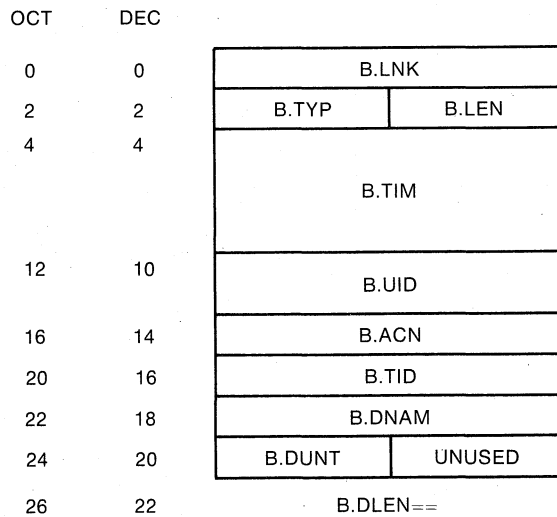 OCT DEC
0 0 B.LNK
2 2 B.TYP B.LEN
4 4
B.TIM
12 10
B.UID
16 14 B.ACN
20 16 B.TID
22 18 B.DNAM
24 20 B.DUNT UNUSED
26 22 B.DLEN==